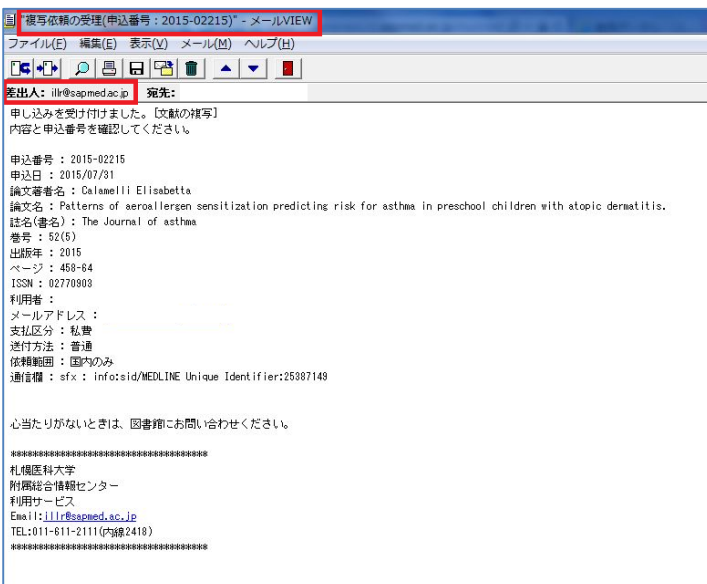 "複写依頼の受理(申込番号：2015-02215)" - メールVIEW
ファイル(F) 編集(E) 表示(V) メール(M) ヘルプ(H)
差出人: illr@sapmed.ac.jp 宛先:
申し込みを受け付けました。[文献の複写]
内容と申込番号を確認してください。
申込番号 : 2015-02215
申込日 : 2015/07/31
論文著者名 : Calamelli Elisabetta
論文名 : Patterns of aeroallergen sensitization predicting risk for asthma in preschool children with atopic dermatitis.
誌名(書名) : The Journal of asthma
巻号 : 52(5)
出版年 : 2015
ページ : 458-64
ISSN : 02770903
利用者 :
メールアドレス :
支払区分 : 私費
送付方法 : 普通
依頼範囲 : 国内のみ
通信欄 : sfx : info:sid/MEDLINE Unique Identifier:25387149
心当たりがないときは、図書館にお問い合わせください。
************************************
札幌医科大学
附属総合情報センター
利用サービス
Email:illr@sapmed.ac.jp
TEL:011-611-2111(内線2418)
************************************